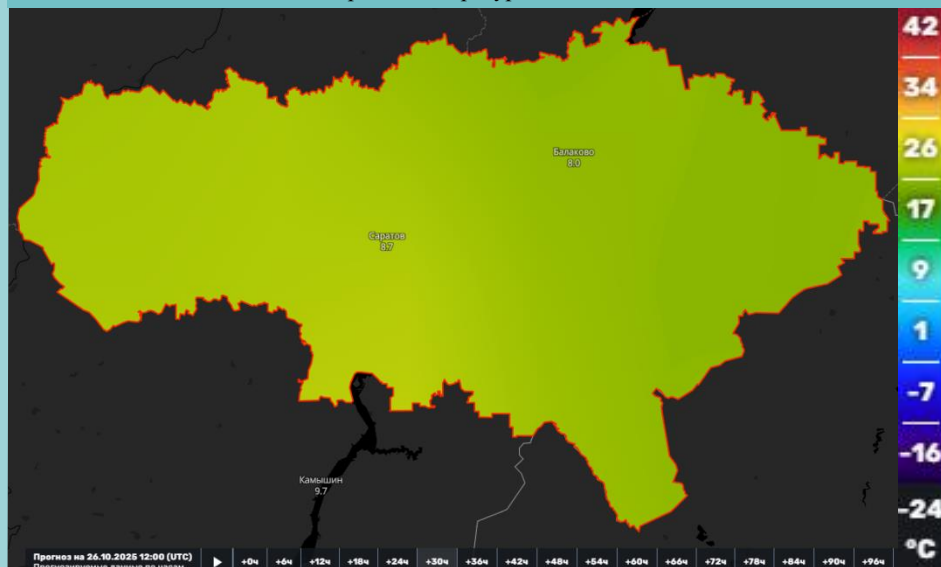 42
34
26
17
9
1
-7
-16
-24
°C
Балаково
8.0
Саратов
8.7
Камышин
9.7
Прогноз на 26.10.2025 12:00 (UTC)
+0ч +6ч +12ч +18ч +24ч +30ч +36ч +42ч +48ч +54ч +60ч +66ч +72ч +78ч +84ч +90ч +96ч